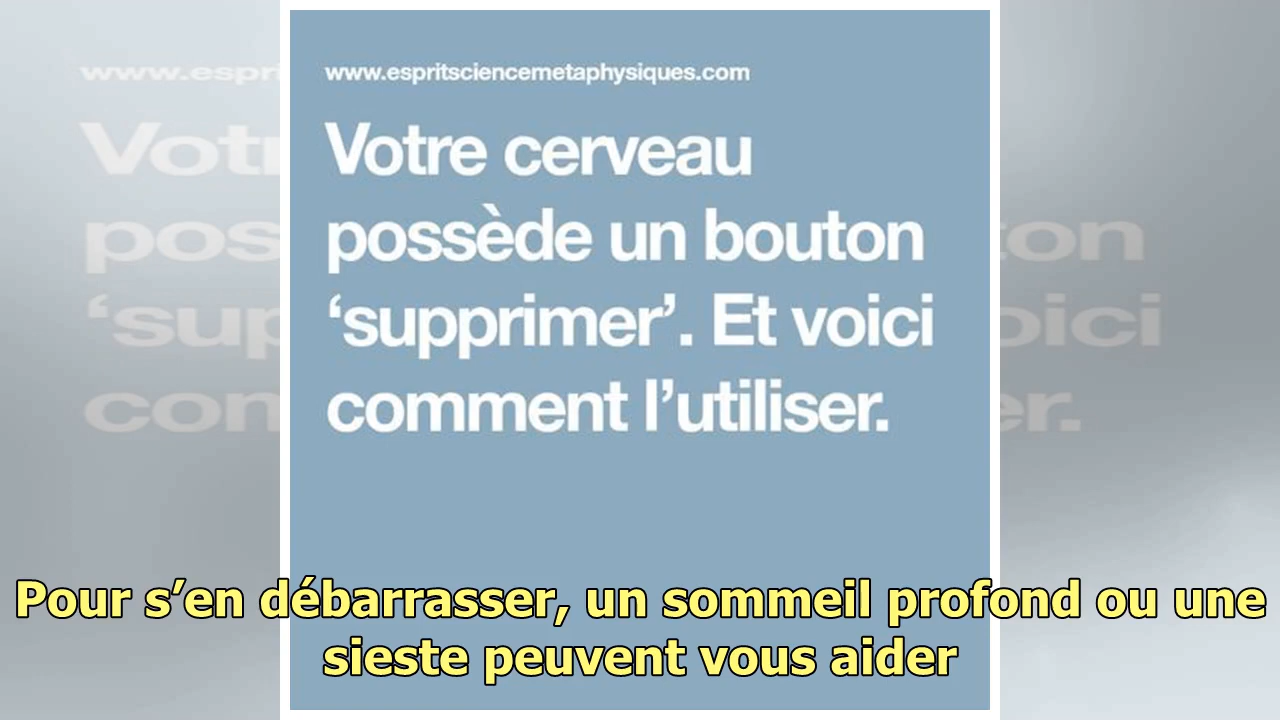 www.espritsciencemetaphysiques.com
Votre cerveau
possède un bouton
‘supprimer’. Et voici
comment l’utiliser.
Pour s’en débarrasser, un sommeil profond ou une
sieste peuvent vous aider